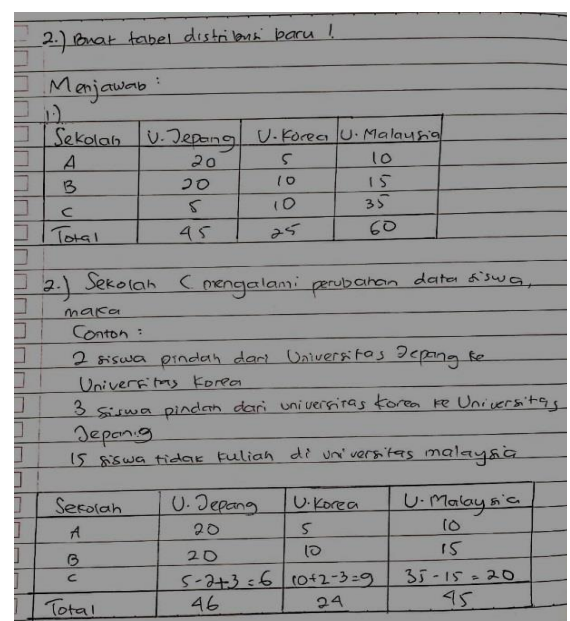 2.) Buat tabel distribusi baru !
Menjawab :
1.)
Sekolah U. Jepang U. Korea U. Malaysia
A 20 5 10
B 20 10 15
C 5 10 35
Total 45 25 60
2.) Sekolah C mengalami perubahan data siswa,
maka
Contoh :
2 siswa pindah dari Universitas Jepang ke
Universitas Korea
3 siswa pindah dari universitas Korea ke Universitas
Jepang
15 siswa tidak kuliah di universitas malaysia
Sekolah U. Jepang U. Korea U. Malaysia
A 20 5 10
B 20 10 15
C 5-2+3=6 10+2-3=9 35-15=20
Total 46 24 45